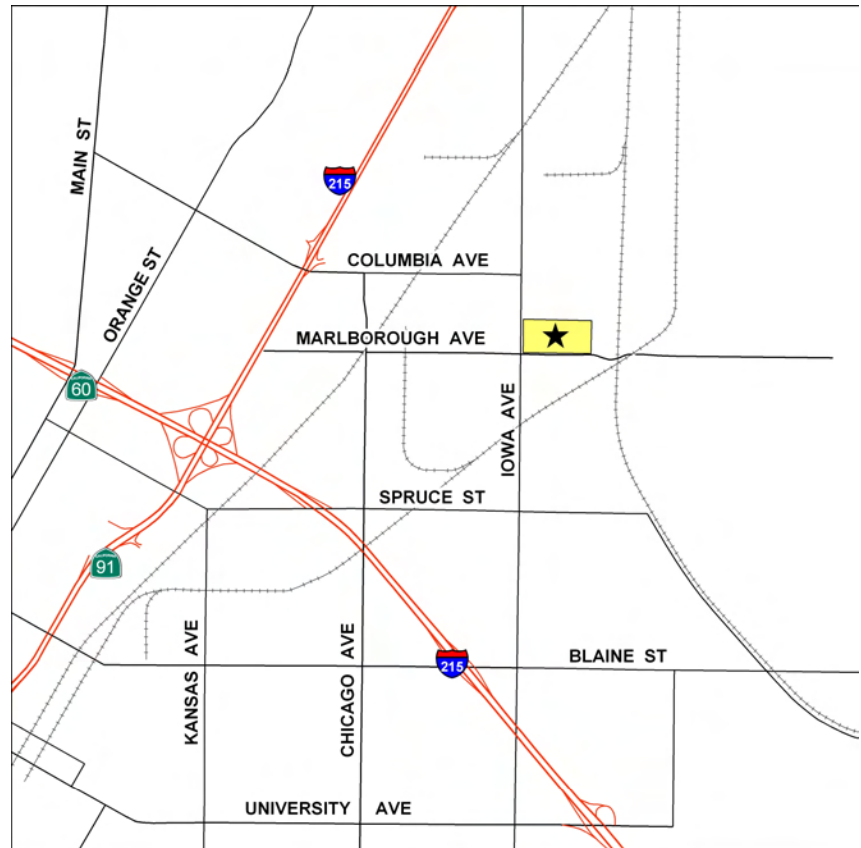 MAIN ST
215
ORANGE ST
COLUMBIA AVE
MARLBOROUGH AVE
60
IOWA AVE
SPRUCE ST
91
KANSAS AVE
CHICAGO AVE
215
BLAINE ST
UNIVERSITY AVE